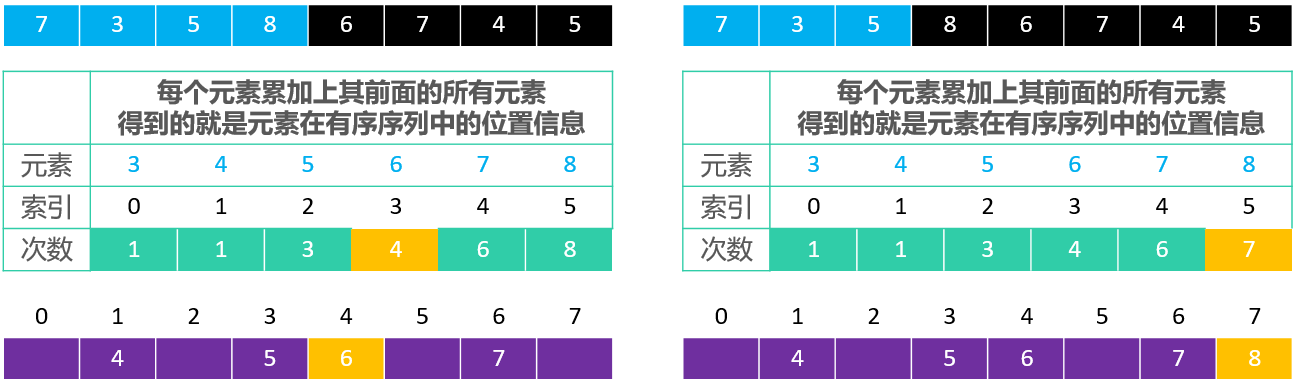 7 3 5 8 6 7 4 5
每个元素累加上其前面的所有元素
得到的就是元素在有序序列中的位置信息
元素 3 4 5 6 7 8
索引 0 1 2 3 4 5
次数 1 1 3 4 6 8
0 1 2 3 4 5 6 7
4 5 6 7
7 3 5 8 6 7 4 5
每个元素累加上其前面的所有元素
得到的就是元素在有序序列中的位置信息
元素 3 4 5 6 7 8
索引 0 1 2 3 4 5
次数 1 1 3 4 6 7
0 1 2 3 4 5 6 7
4 5 6 7 8